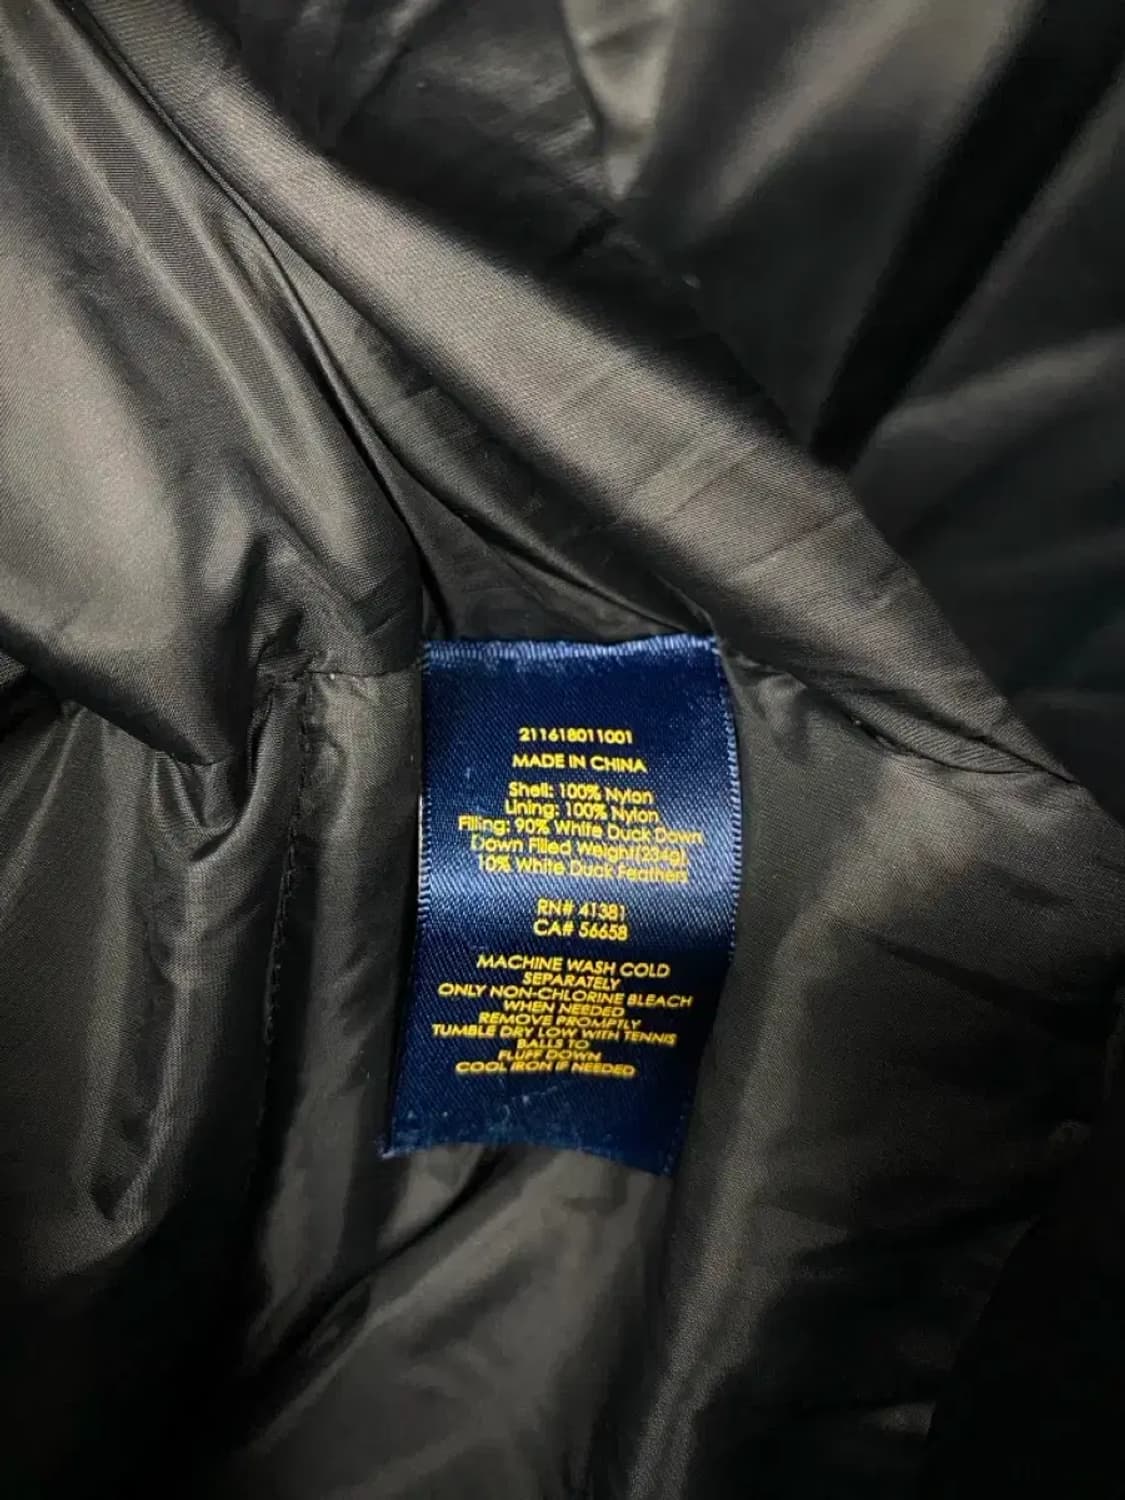 211618011001
MADE IN CHINA
Shell: 100% Nylon
Lining: 100% Nylon
Filling: 90% White Duck Down
Down Filled Weight(234g)
10% White Duck Feathers
RN# 41381
CA# 56658
MACHINE WASH COLD
SEPARATELY
ONLY NON-CHLORINE BLEACH
WHEN NEEDED
REMOVE PROMPTLY
TUMBLE DRY LOW WITH TENNIS
BALLS TO
FLUFF DOWN
COOL IRON IF NEEDED